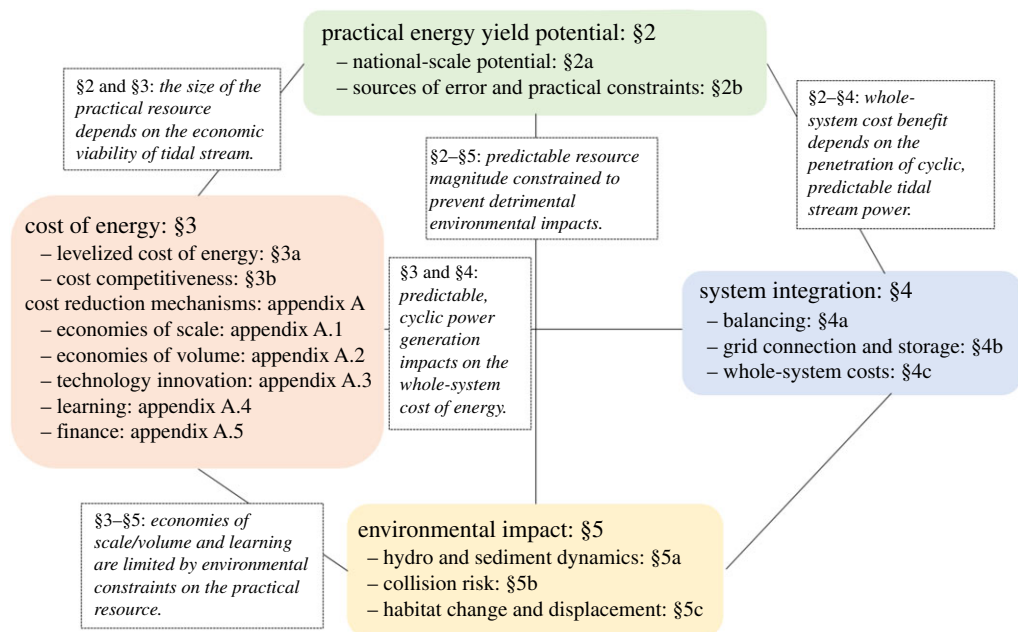 practical energy yield potential: §2
– national-scale potential: §2a
– sources of error and practical constraints: §2b
§2 and §3: the size of the
practical resource
depends on the economic
viability of tidal stream.
§2–§4: whole-
system cost benefit
depends on the
penetration of cyclic,
predictable tidal
stream power.
§2–§5: predictable resource
magnitude constrained to
prevent detrimental
environmental impacts.
cost of energy: §3
– levelized cost of energy: §3a
– cost competitiveness: §3b
cost reduction mechanisms: appendix A
– economies of scale: appendix A.1
– economies of volume: appendix A.2
– technology innovation: appendix A.3
– learning: appendix A.4
– finance: appendix A.5
§3 and §4:
predictable,
cyclic power
generation
impacts on the
whole-system
cost of energy.
system integration: §4
– balancing: §4a
– grid connection and storage: §4b
– whole-system costs: §4c
§3–§5: economies of
scale/volume and learning
are limited by environmental
constraints on the practical
resource.
environmental impact: §5
– hydro and sediment dynamics: §5a
– collision risk: §5b
– habitat change and displacement: §5c